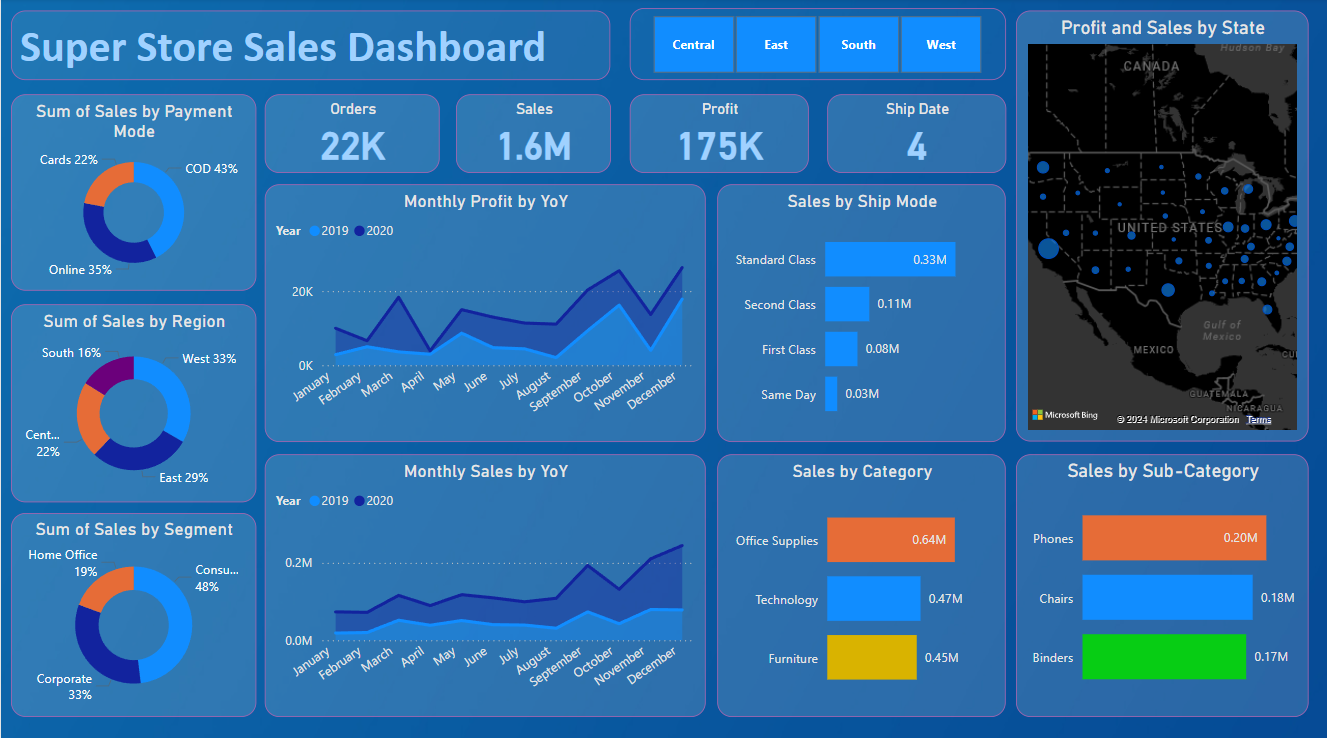 Super Store Sales Dashboard
Central
East
South
West
Profit and Sales by State
Hudson Bay
CANADA
UNITED STATES
Gulf of
Mexico
MEXICO
GUATEMALA
NICARAGUA
Microsoft Bing
© 2024 Microsoft Corporation Terms
Sum of Sales by Payment
Mode
Cards 22%
COD 43%
Online 35%
Orders
22K
Sales
1.6M
Profit
175K
Ship Date
4
Monthly Profit by YoY
Year 2019 2020
20K
0K
January
February
March
April
May
June
July
August
September
October
November
December
Sales by Ship Mode
Standard Class 0.33M
Second Class 0.11M
First Class 0.08M
Same Day 0.03M
Sum of Sales by Region
South 16%
West 33%
Cent...
22%
East 29%
Sum of Sales by Segment
Home Office
19%
Consu...
48%
Corporate
33%
Monthly Sales by YoY
Year 2019 2020
0.2M
0.0M
January
February
March
April
May
June
July
August
September
October
November
December
Sales by Category
Office Supplies 0.64M
Technology 0.47M
Furniture 0.45M
Sales by Sub-Category
Phones 0.20M
Chairs 0.18M
Binders 0.17M